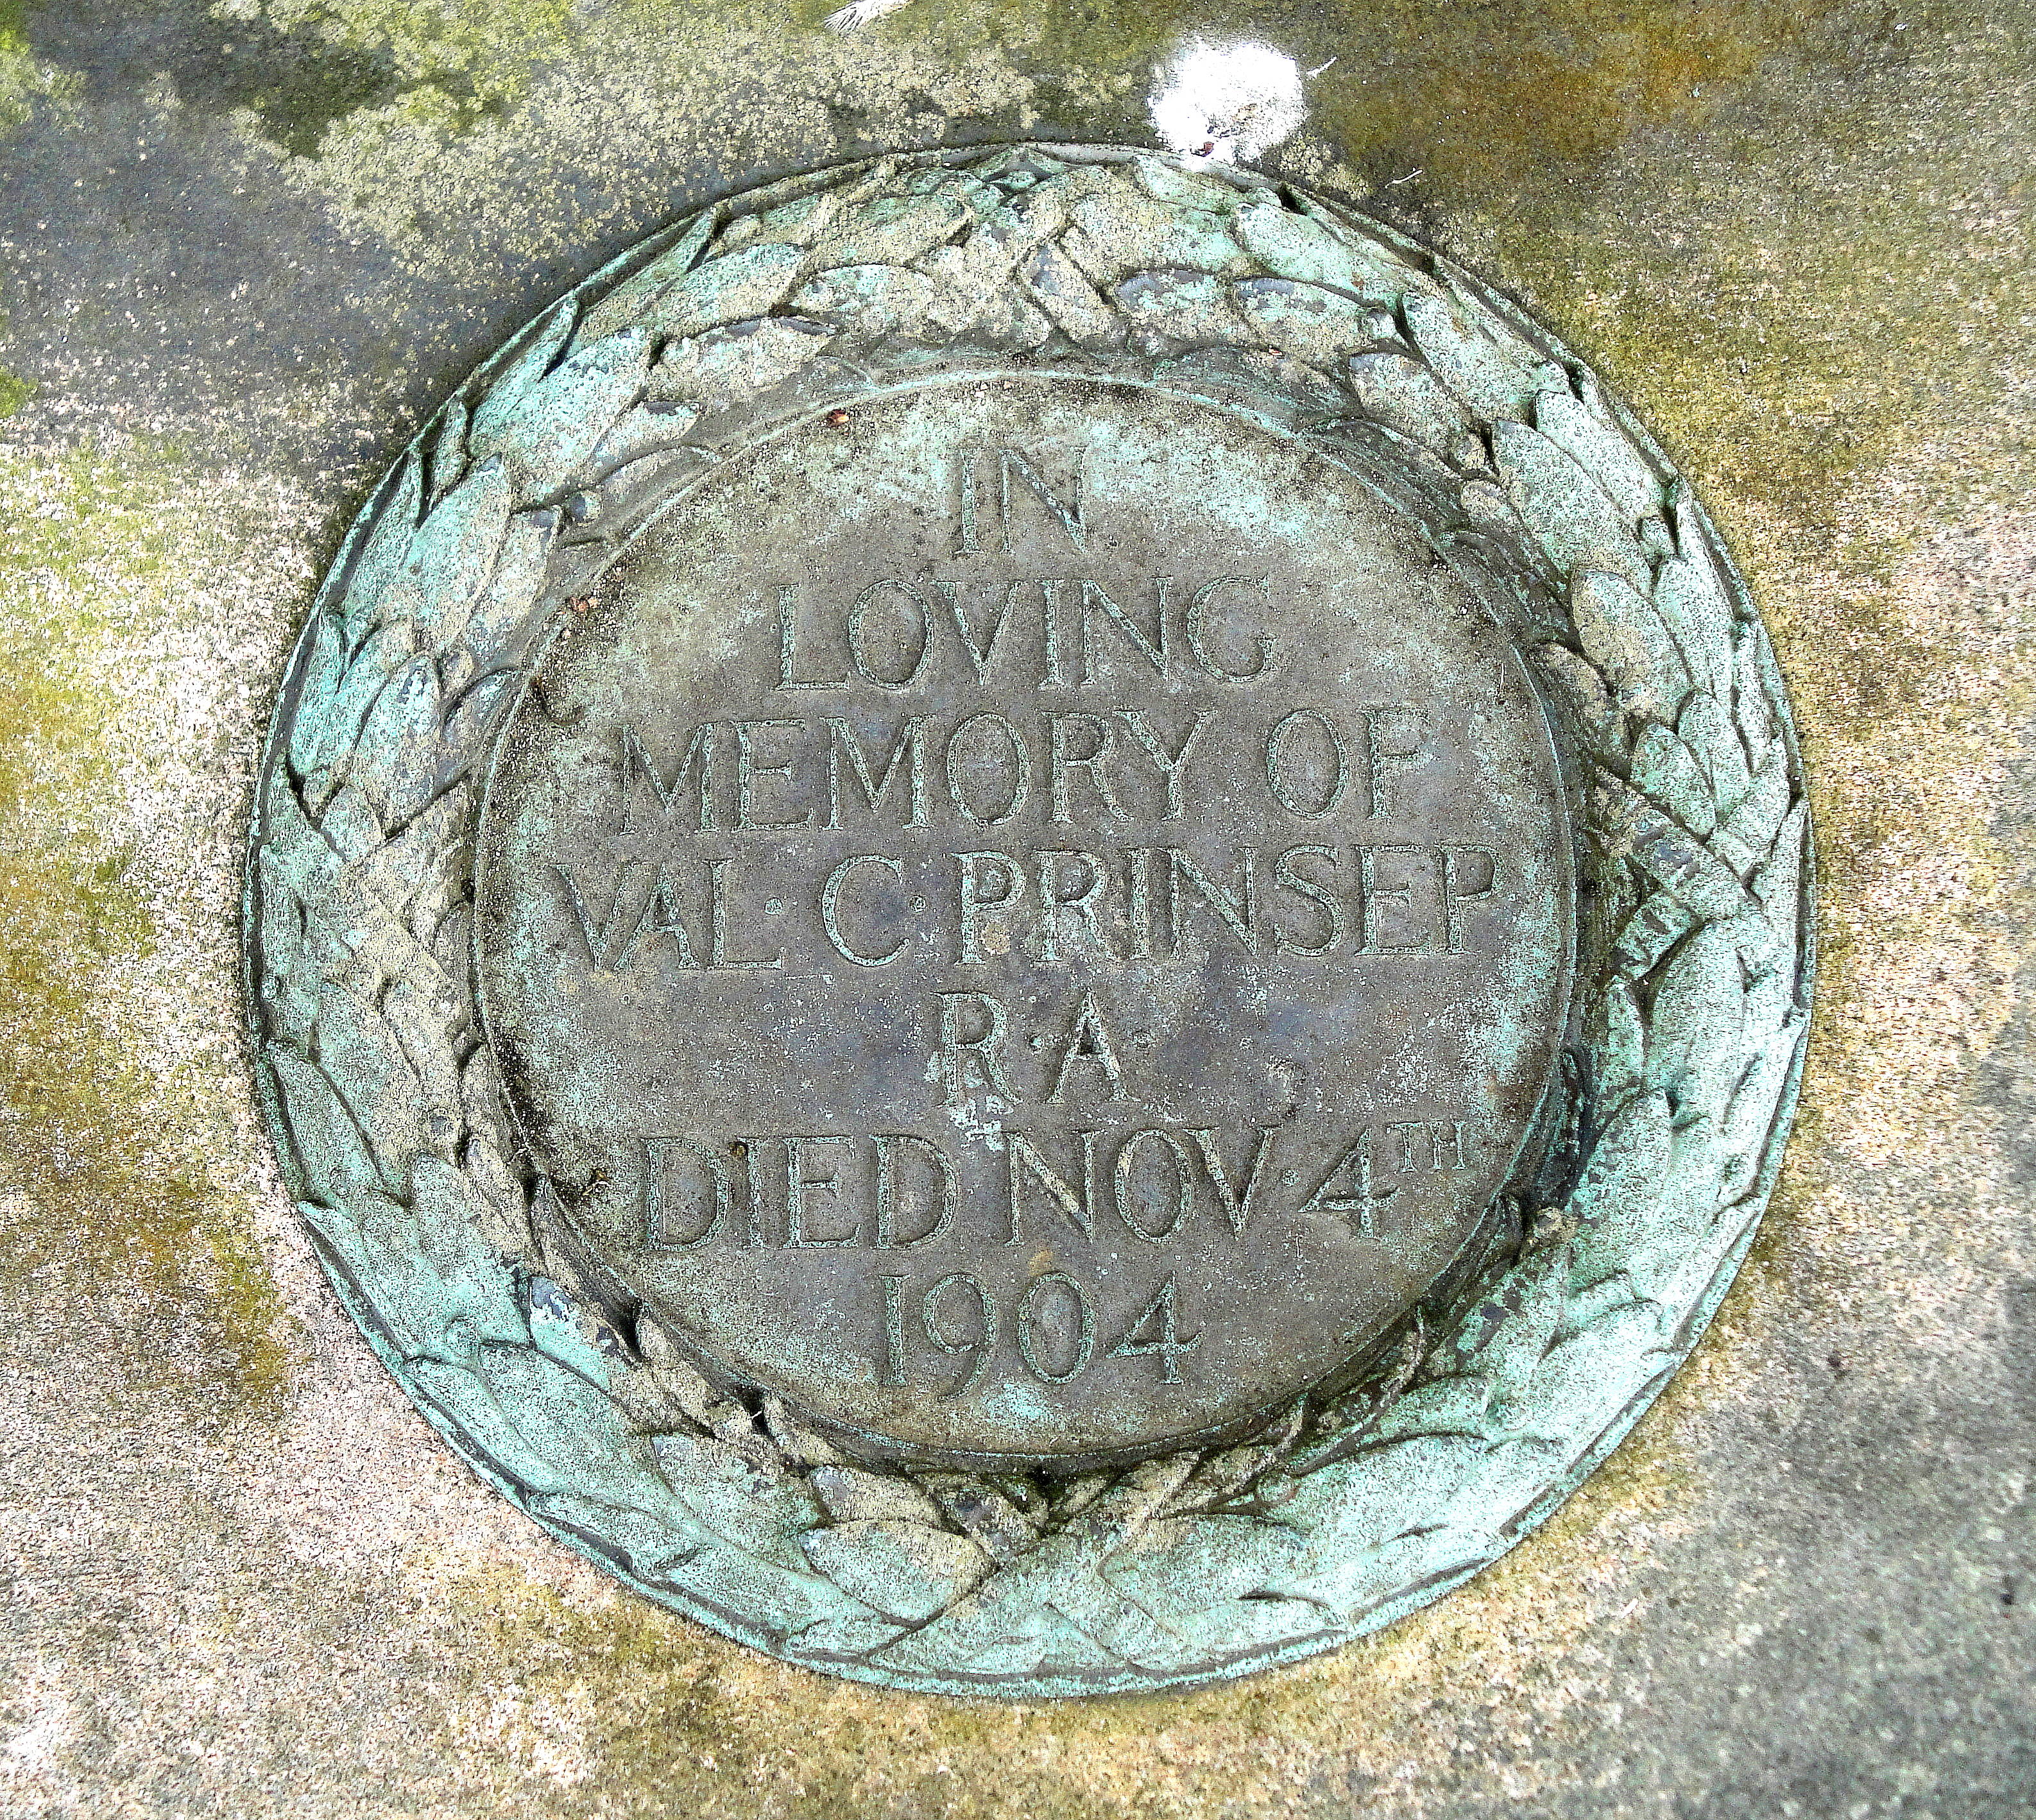 IN
LOVING
MEMORY OF
VAL·C·PRINSEP
R·A·
DIED NOV·4TH
1904